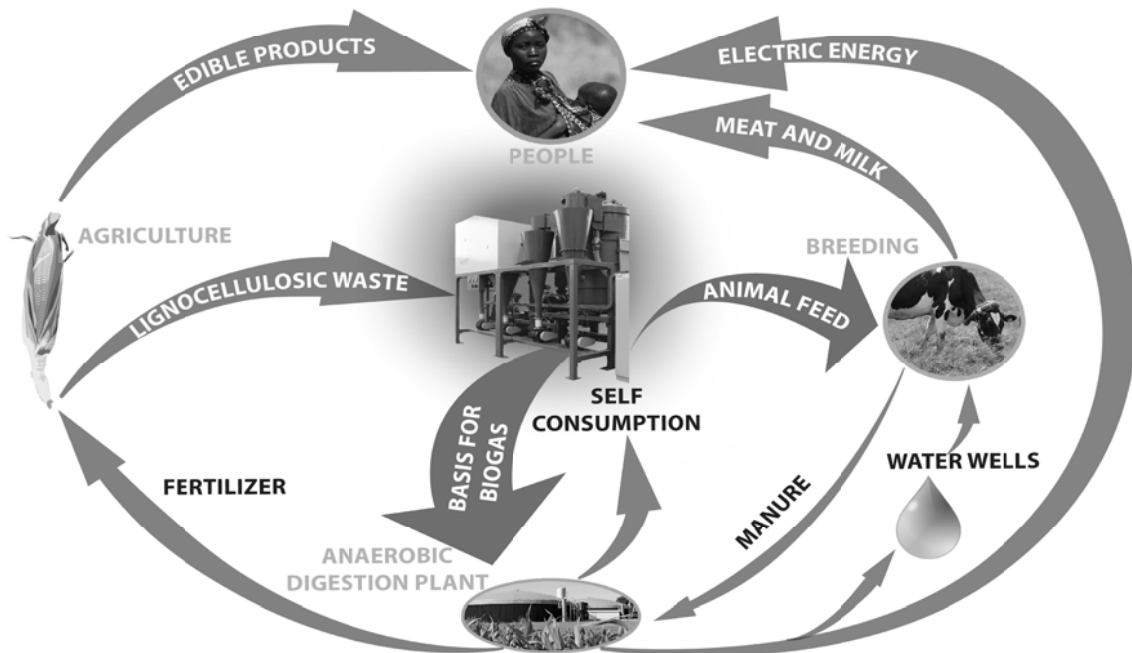 EDIBLE PRODUCTS
ELECTRIC ENERGY
MEAT AND MILK
PEOPLE
AGRICULTURE
BREEDING
LIGNOCELLULOSIC WASTE
ANIMAL FEED
SELF
CONSUMPTION
BASIS FOR
BIOGAS
WATER WELLS
FERTILIZER
MANURE
ANAEROBIC
DIGESTION PLANT